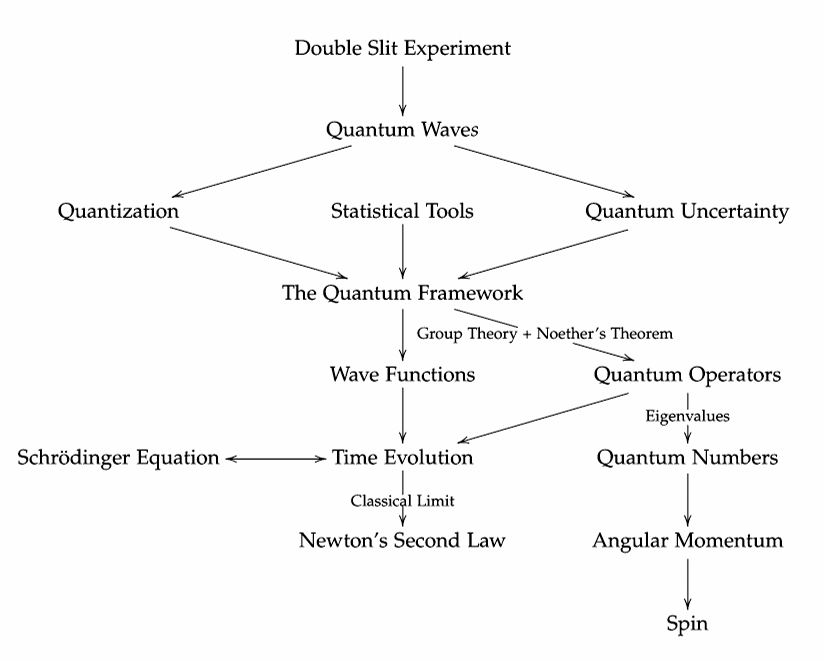 Double Slit Experiment
Quantum Waves
Quantization
Statistical Tools
Quantum Uncertainty
The Quantum Framework
Group Theory + Noether's Theorem
Wave Functions
Quantum Operators
Eigenvalues
Schrödinger Equation
Time Evolution
Quantum Numbers
Classical Limit
Newton's Second Law
Angular Momentum
Spin